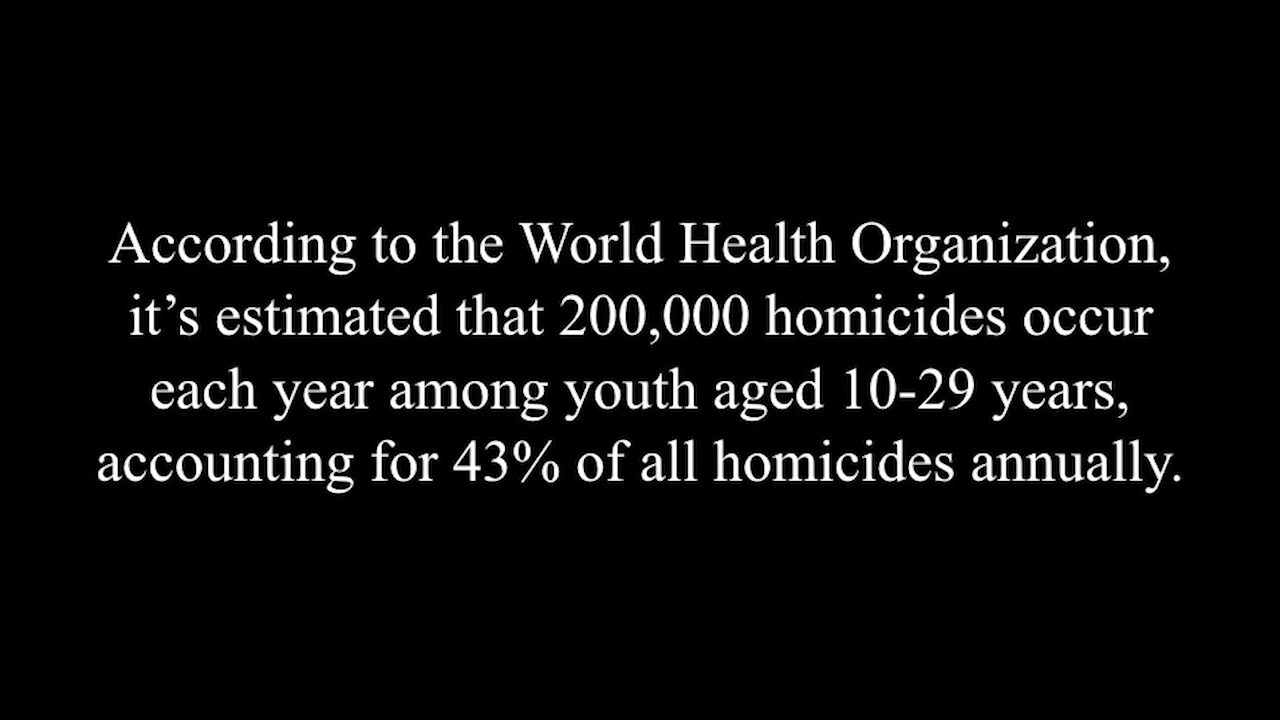 According to the World Health Organization,
it’s estimated that 200,000 homicides occur
each year among youth aged 10-29 years,
accounting for 43% of all homicides annually.